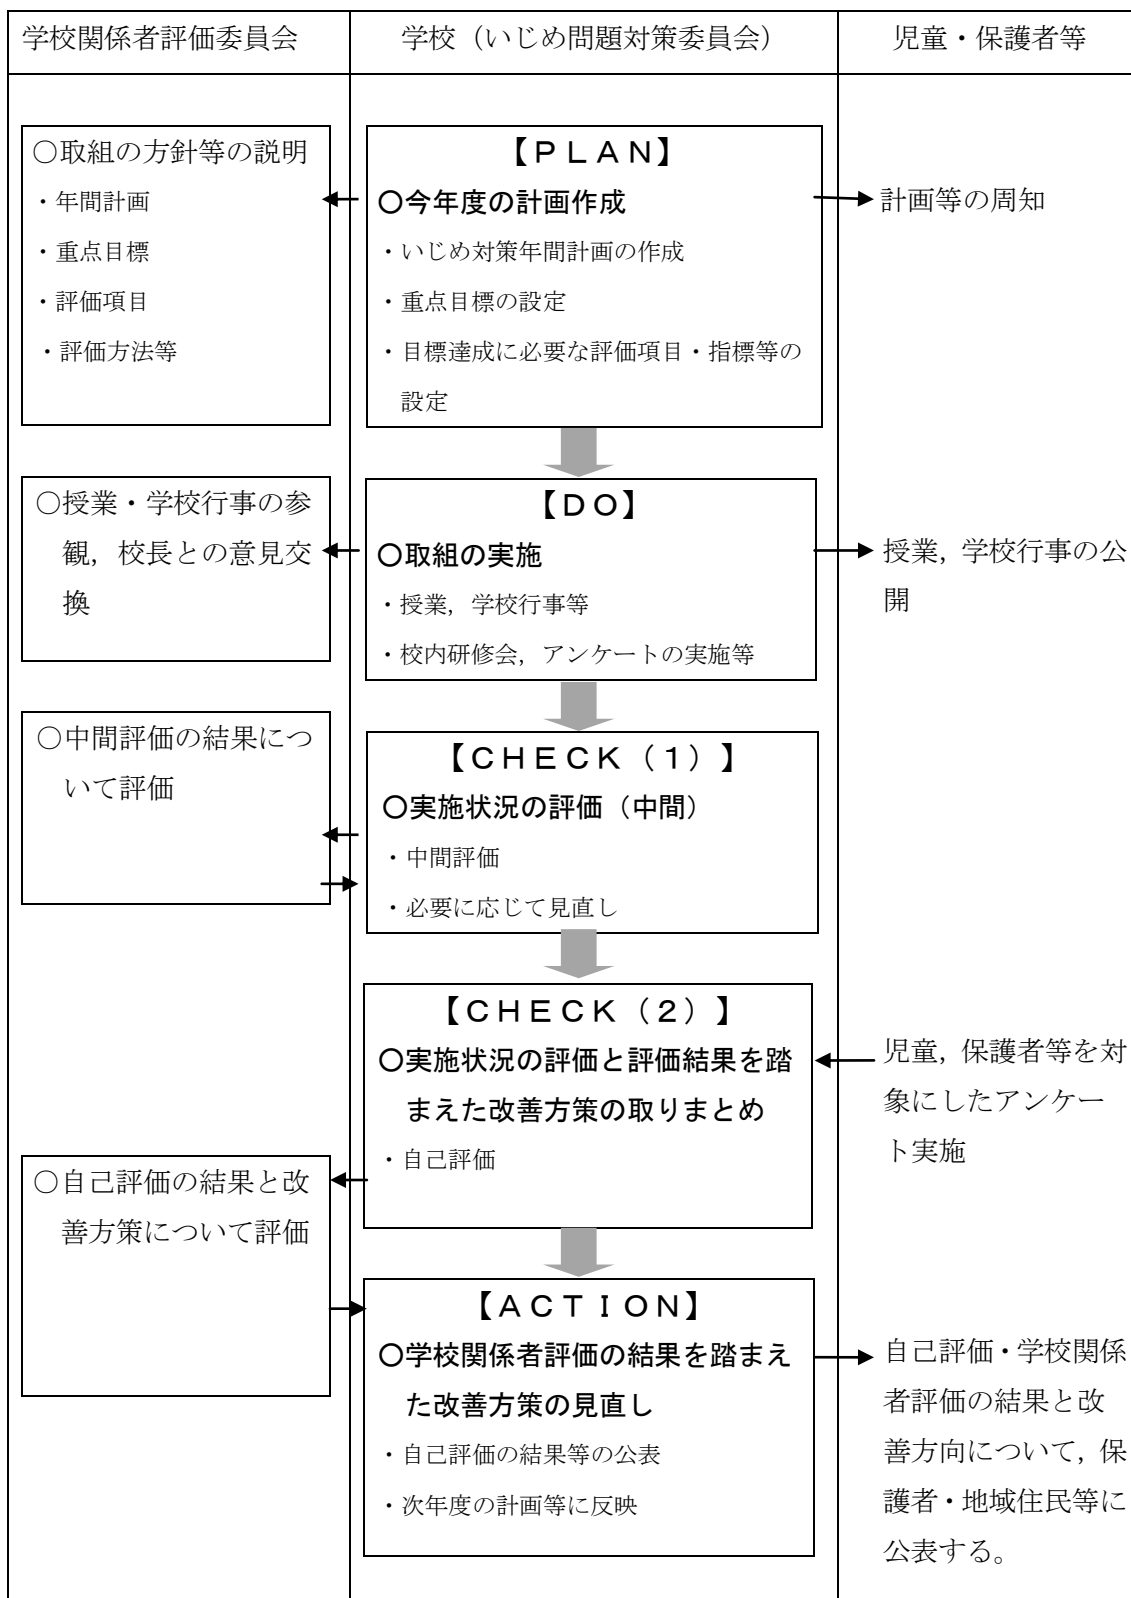 学校関係者評価委員会
学校（いじめ問題対策委員会）
児童・保護者等
○取組の方針等の説明
・年間計画
・重点目標
・評価項目
・評価方法等
【ＰＬＡＮ】
○今年度の計画作成
・いじめ対策年間計画の作成
・重点目標の設定
・目標達成に必要な評価項目・指標等の
設定
計画等の周知
○授業・学校行事の参
観，校長との意見交
換
【ＤＯ】
○取組の実施
・授業，学校行事等
・校内研修会，アンケートの実施等
授業，学校行事の公
開
○中間評価の結果につ
いて評価
【ＣＨＥＣＫ（１）】
○実施状況の評価（中間）
・中間評価
・必要に応じて見直し
【ＣＨＥＣＫ（２）】
○実施状況の評価と評価結果を踏
まえた改善方策の取りまとめ
・自己評価
児童，保護者等を対
象にしたアンケー
ト実施
○自己評価の結果と改
善方策について評価
【ＡＣＴＩＯＮ】
○学校関係者評価の結果を踏まえ
た改善方策の見直し
・自己評価の結果等の公表
・次年度の計画等に反映
自己評価・学校関係
者評価の結果と改
善方向について，保
護者・地域住民等に
公表する。